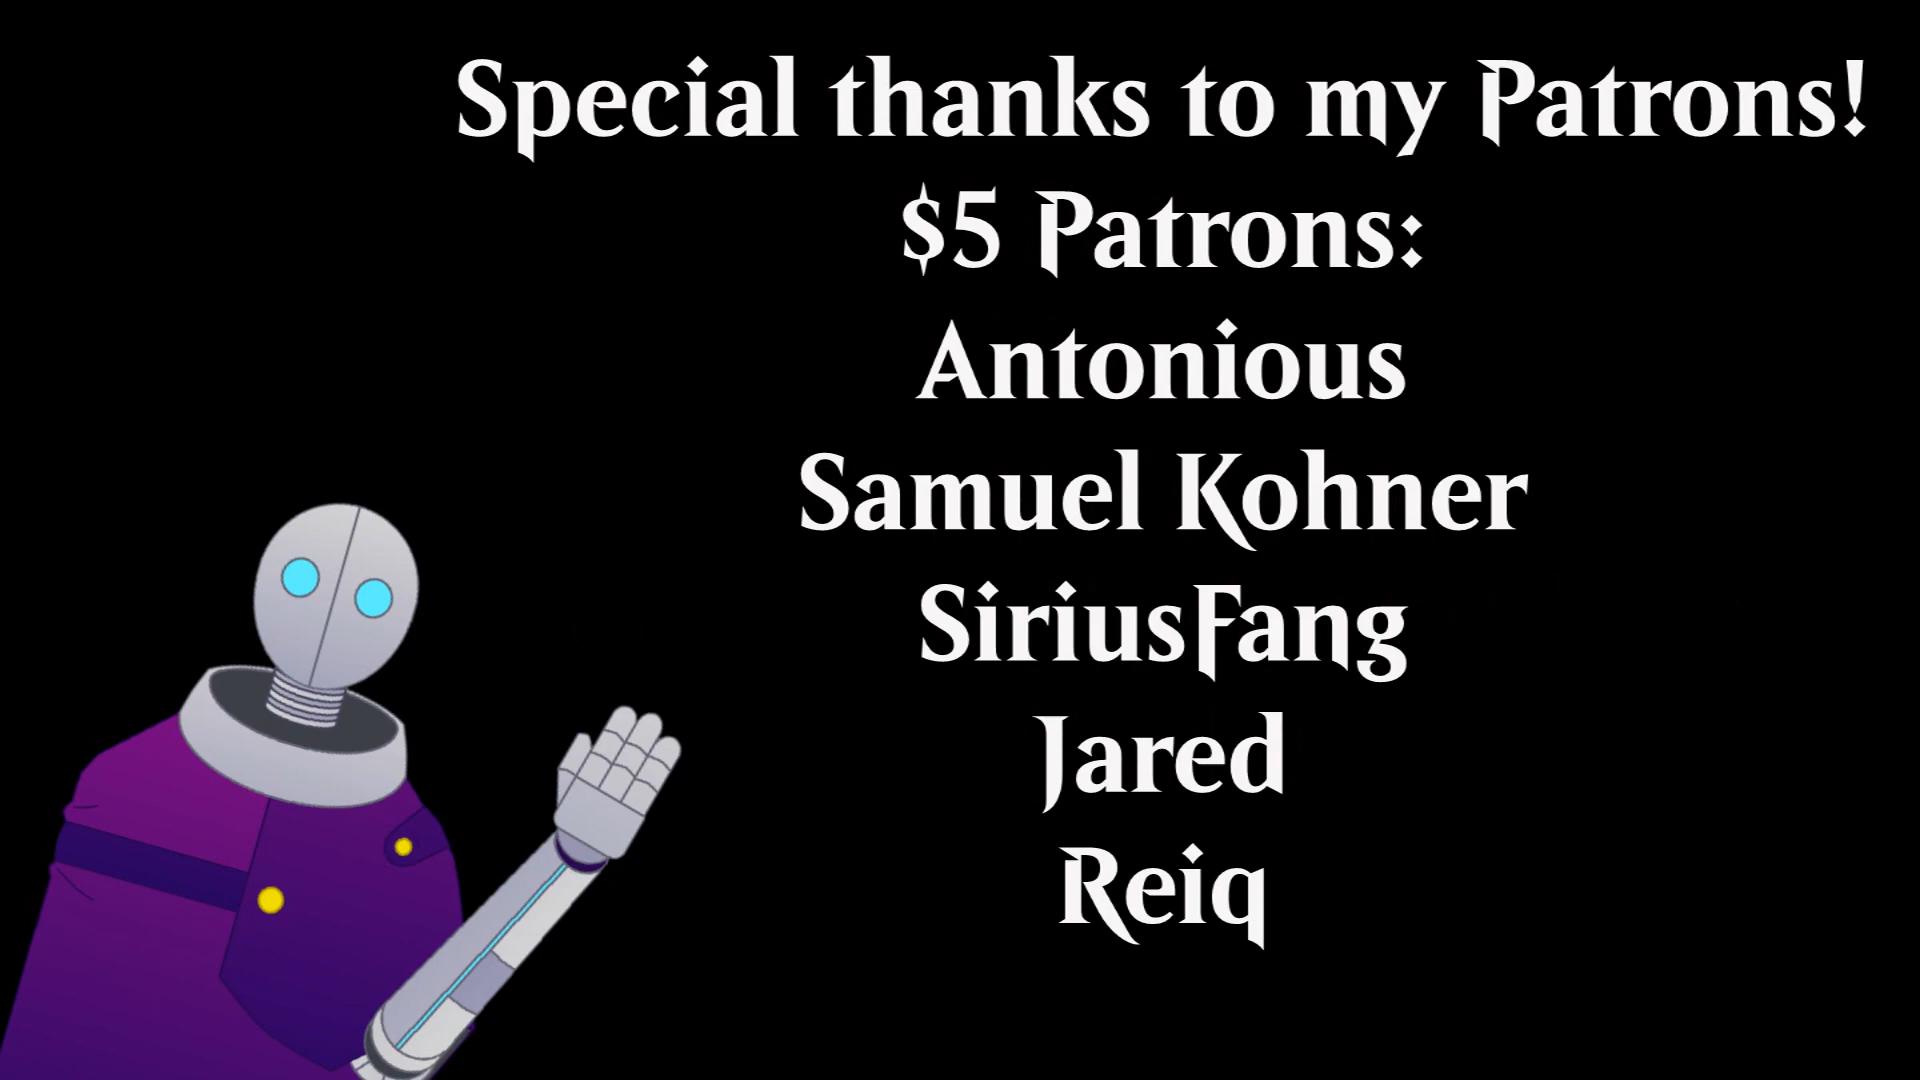 Special thanks to my Patrons!
$5 Patrons:
Antonious
Samuel Kohner
SiriusFang
Jared
Reiq